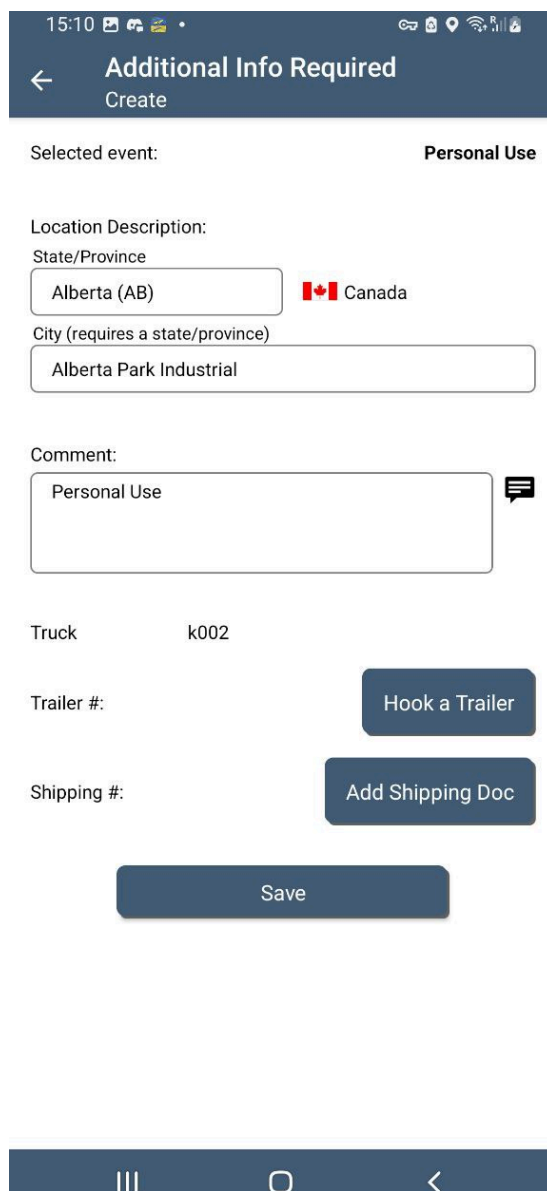 15:10
Additional Info Required
Create
Selected event: Personal Use
Location Description:
State/Province
Alberta (AB) Canada
City (requires a state/province)
Alberta Park Industrial
Comment:
Personal Use
Truck k002
Trailer #: Hook a Trailer
Shipping #: Add Shipping Doc
Save